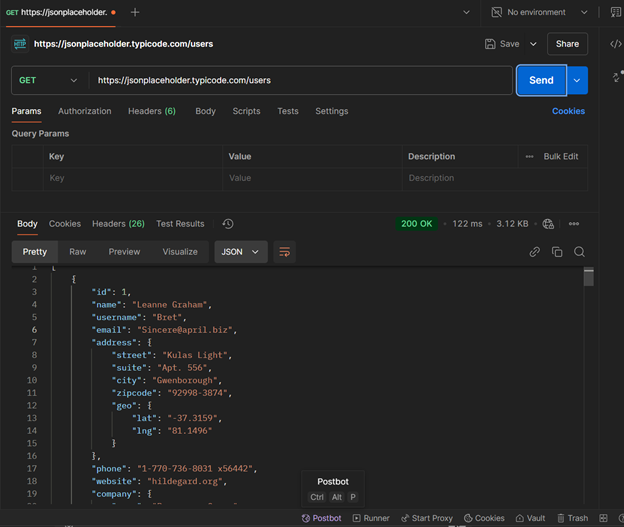 GET https://jsonplaceholder.
No environment
HTTP https://jsonplaceholder.typicode.com/users
Save
Share
GET
https://jsonplaceholder.typicode.com/users
Send
Params Authorization Headers (6) Body Scripts Tests Settings
Cookies
Query Params
Key Value Description ••• Bulk Edit
Key Value Description
Body Cookies Headers (26) Test Results
200 OK • 122 ms • 3.12 KB •
Pretty Raw Preview Visualize JSON
1 [
2 {
3 "id": 1,
4 "name": "Leanne Graham",
5 "username": "Bret",
6 "email": "Sincere@april.biz",
7 "address": {
8 "street": "Kulas Light",
9 "suite": "Apt. 556",
10 "city": "Gwenborough",
11 "zipcode": "92998-3874",
12 "geo": {
13 "lat": "-37.3159",
14 "lng": "81.1496"
15 }
16 },
17 "phone": "1-770-736-8031 x56442",
18 "website": "hildegard.org",
19 "company": {
Postbot
Ctrl Alt P
Postbot Runner Start Proxy Cookies Vault Trash